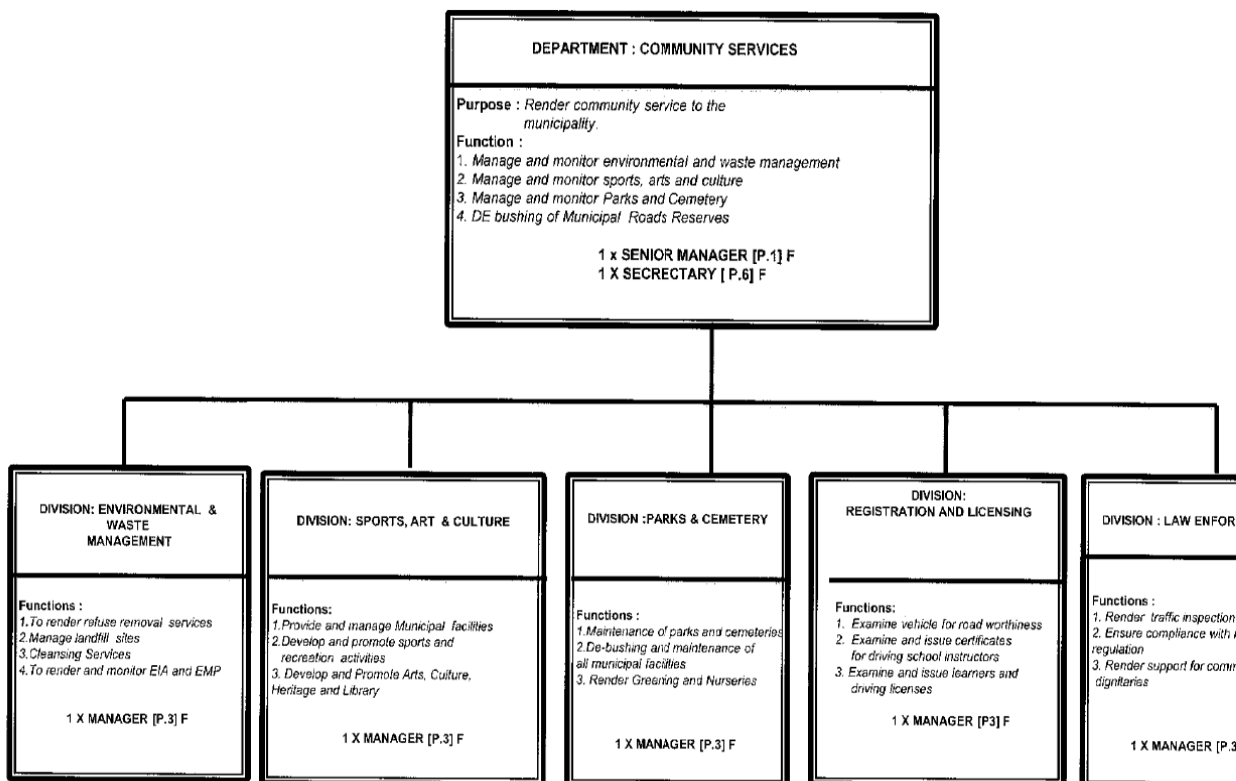 DEPARTMENT : COMMUNITY SERVICES
Purpose : Render community service to the
municipality.
Function :
1. Manage and monitor environmental and waste management
2. Manage and monitor sports, arts and culture
3. Manage and monitor Parks and Cemetery
4. DE bushing of Municipal Roads Reserves
1 x SENIOR MANAGER [P.1] F
1 X SECRECTARY [ P.6] F
DIVISION: ENVIRONMENTAL &
WASTE
MANAGEMENT
Functions :
1.To render refuse removal services
2.Manage landfill sites
3.Cleansing Services
4.To render and monitor EIA and EMP
1 X MANAGER [P.3] F
DIVISION: SPORTS, ART & CULTURE
Functions:
1.Provide and manage Municipal facilities
2.Develop and promote sports and
recreation activities
3. Develop and Promote Arts, Culture,
Heritage and Library
1 X MANAGER [P.3] F
DIVISION :PARKS & CEMETERY
Functions :
1.Maintenance of parks and cemeteries
2.De-bushing and maintenance of
all municipal facilities
3. Render Greening and Nurseries
1 X MANAGER [P.3] F
DIVISION:
REGISTRATION AND LICENSING
Functions:
1. Examine vehicle for road worthiness
2. Examine and issue certificates
for driving school instructors
3. Examine and issue learners and
driving licenses
1 X MANAGER [P3] F
DIVISION : LAW ENFOR
Functions :
1. Render traffic inspection
2. Ensure compliance with
regulation
3. Render support for comm
dignitaries
1 X MANAGER [P.3